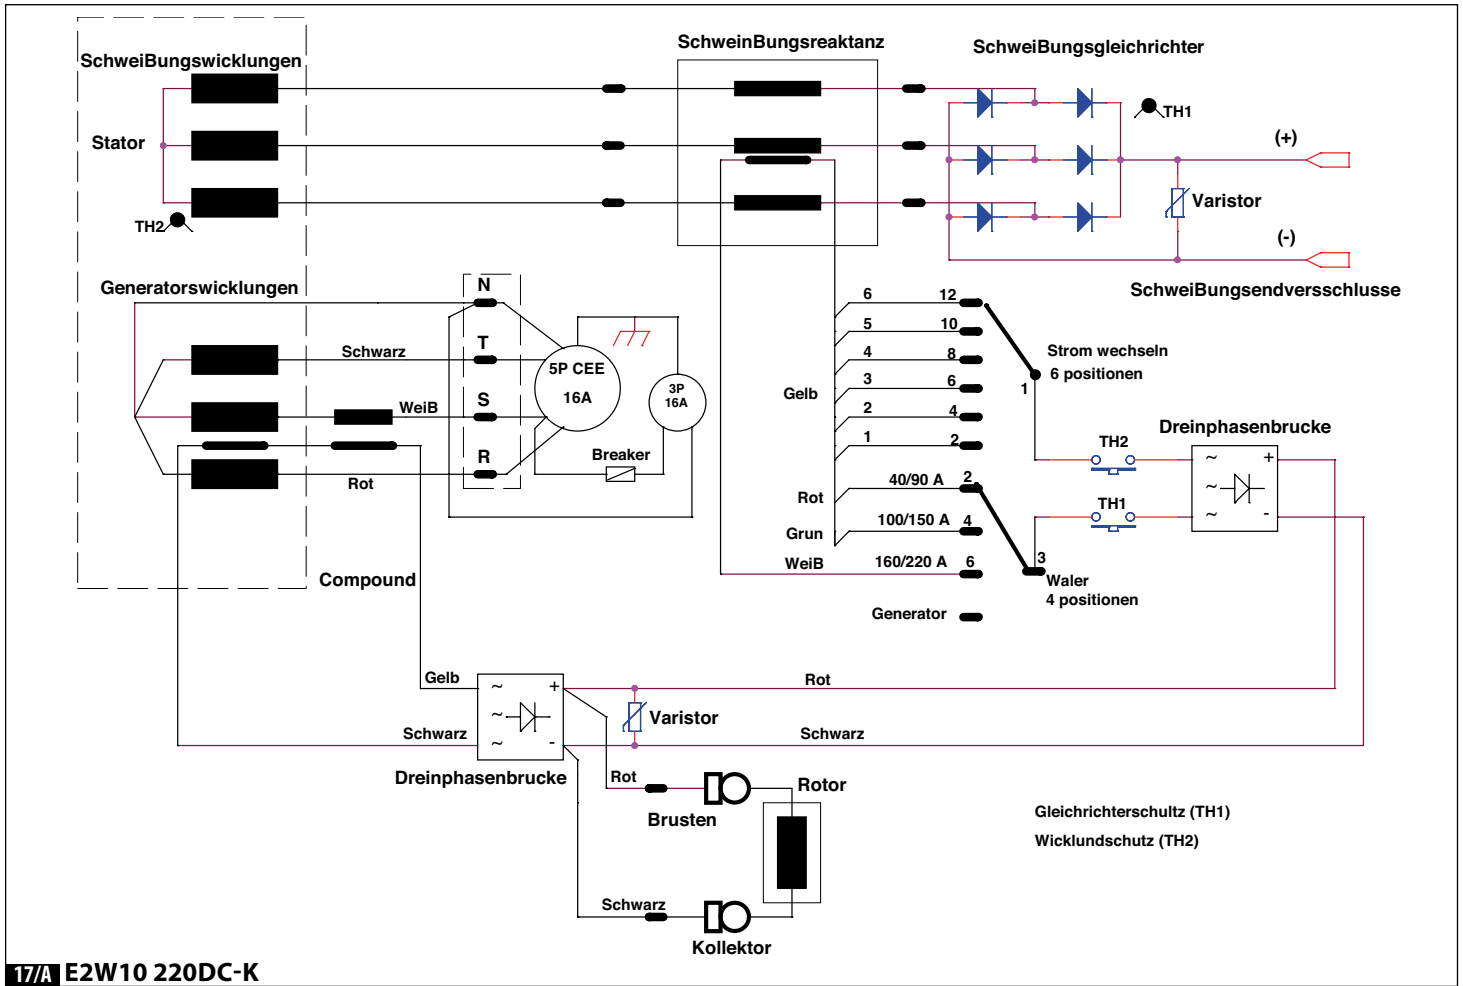 SchweiBungswicklungen
SchweinBungsreaktanz
SchweiBungsgleichrichter
TH1
Stator
(+)
Varistor
TH2
(-)
Generatorswicklungen
SchweiBungsendversschlusse
N
T
S
R
Schwarz
WeiB
Rot
5P CEE
16A
3P
16A
Breaker
Compound
6 12
5 10
4 8
3 6
2 4
1 2
Gelb
Strom wechseln
6 positionen
1
Rot
40/90 A 2
Grun
100/150 A 4
WeiB
160/220 A 6
Generator
3
Waler
4 positionen
TH2
TH1
Dreinphasenbrucke
~ +
~
~ -
Gelb
Schwarz
~ +
~
~ -
Dreinphasenbrucke
Rot
Varistor
Schwarz
Rot
Brusten
Rotor
Schwarz
Kollektor
Gleichrichterschultz (TH1)
Wicklundschutz (TH2)
17/A E2W10 220DC-K